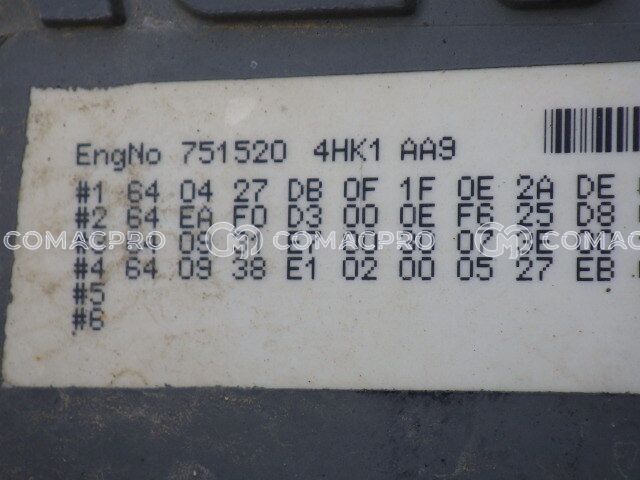 EngNo 751520 4HK1 AA9
#1 64 04 27 DB 0F 1F 0E 2A DE
#2 64 EA F0 D3 00 0E F6 25 D8
COMACPRO COMACPRO COMACPRO
#4 64 09 38 E1 02 00 05 27 EB
#5
#6